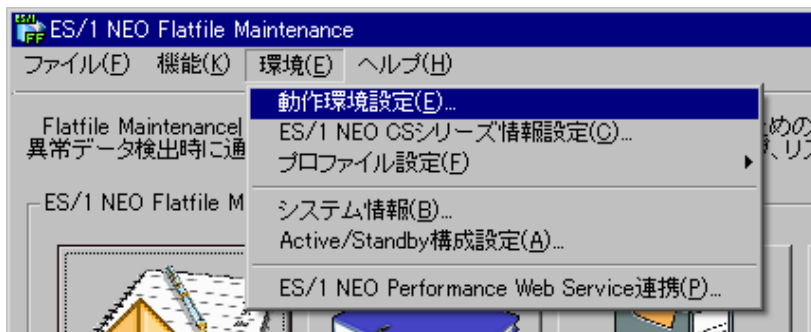 ES/1 NEO Flatfile Maintenance
ファイル(F) 機能(K) 環境(E) ヘルプ(H)
動作環境設定(E)...
Flatfile Maintenance
ES/1 NEO CSシリーズ情報設定(C)...
めの
異常データ検出時に通
プロファイル設定(F)
ES/1 NEO Flatfile M
システム情報(B)...
Active/Standby構成設定(A)...
ES/1 NEO Performance Web Service連携(P)...